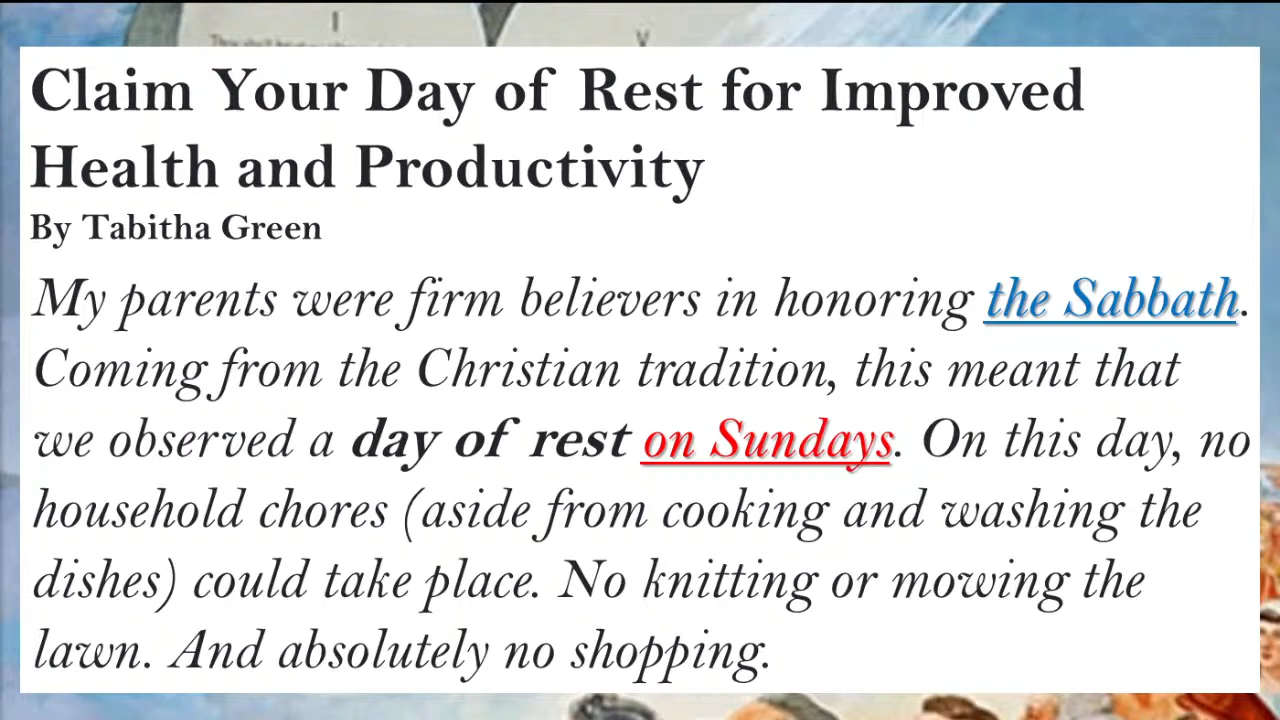 I
V
Claim Your Day of Rest for Improved
Health and Productivity
By Tabitha Green
My parents were firm believers in honoring the Sabbath.
Coming from the Christian tradition, this meant that
we observed a day of rest on Sundays. On this day, no
household chores (aside from cooking and washing the
dishes) could take place. No knitting or mowing the
lawn. And absolutely no shopping.